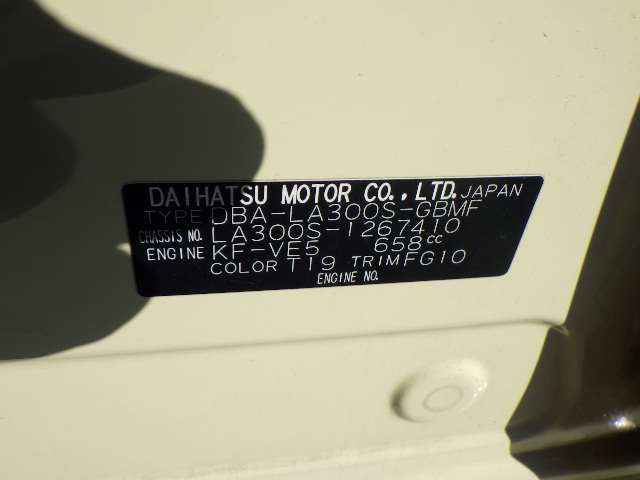 DAIHATSU MOTOR CO., LTD. JAPAN
TYPE DBA-LA300S-GBMF
CHASSIS NO. LA300S-1267410
ENGINE KF-VE5 658cc
COLOR T19 TRIM FG10
ENGINE NO.